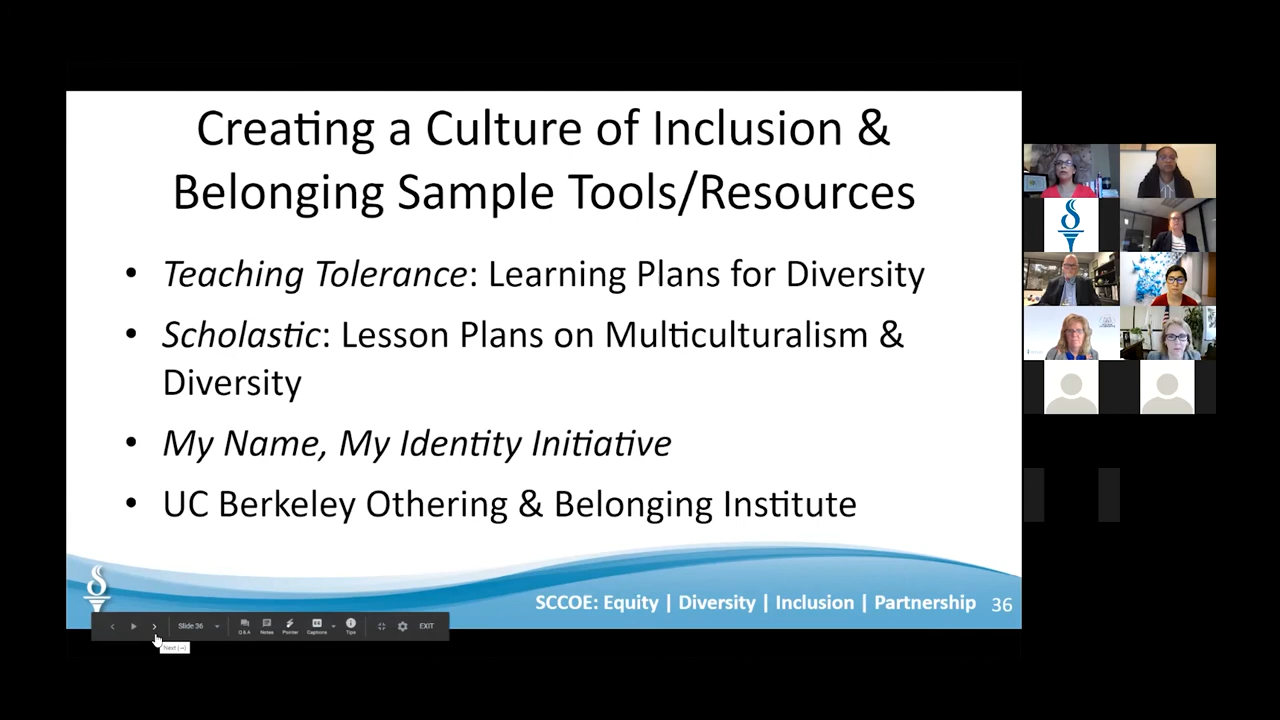 Creating a Culture of Inclusion &
Belonging Sample Tools/Resources
• Teaching Tolerance: Learning Plans for Diversity
• Scholastic: Lesson Plans on Multiculturalism &
Diversity
• My Name, My Identity Initiative
• UC Berkeley Othering & Belonging Institute
SCCOE: Equity | Diversity | Inclusion | Partnership 36
Slide 36 Q&A Notes Pointer Captions Tips EXIT
Next (→)